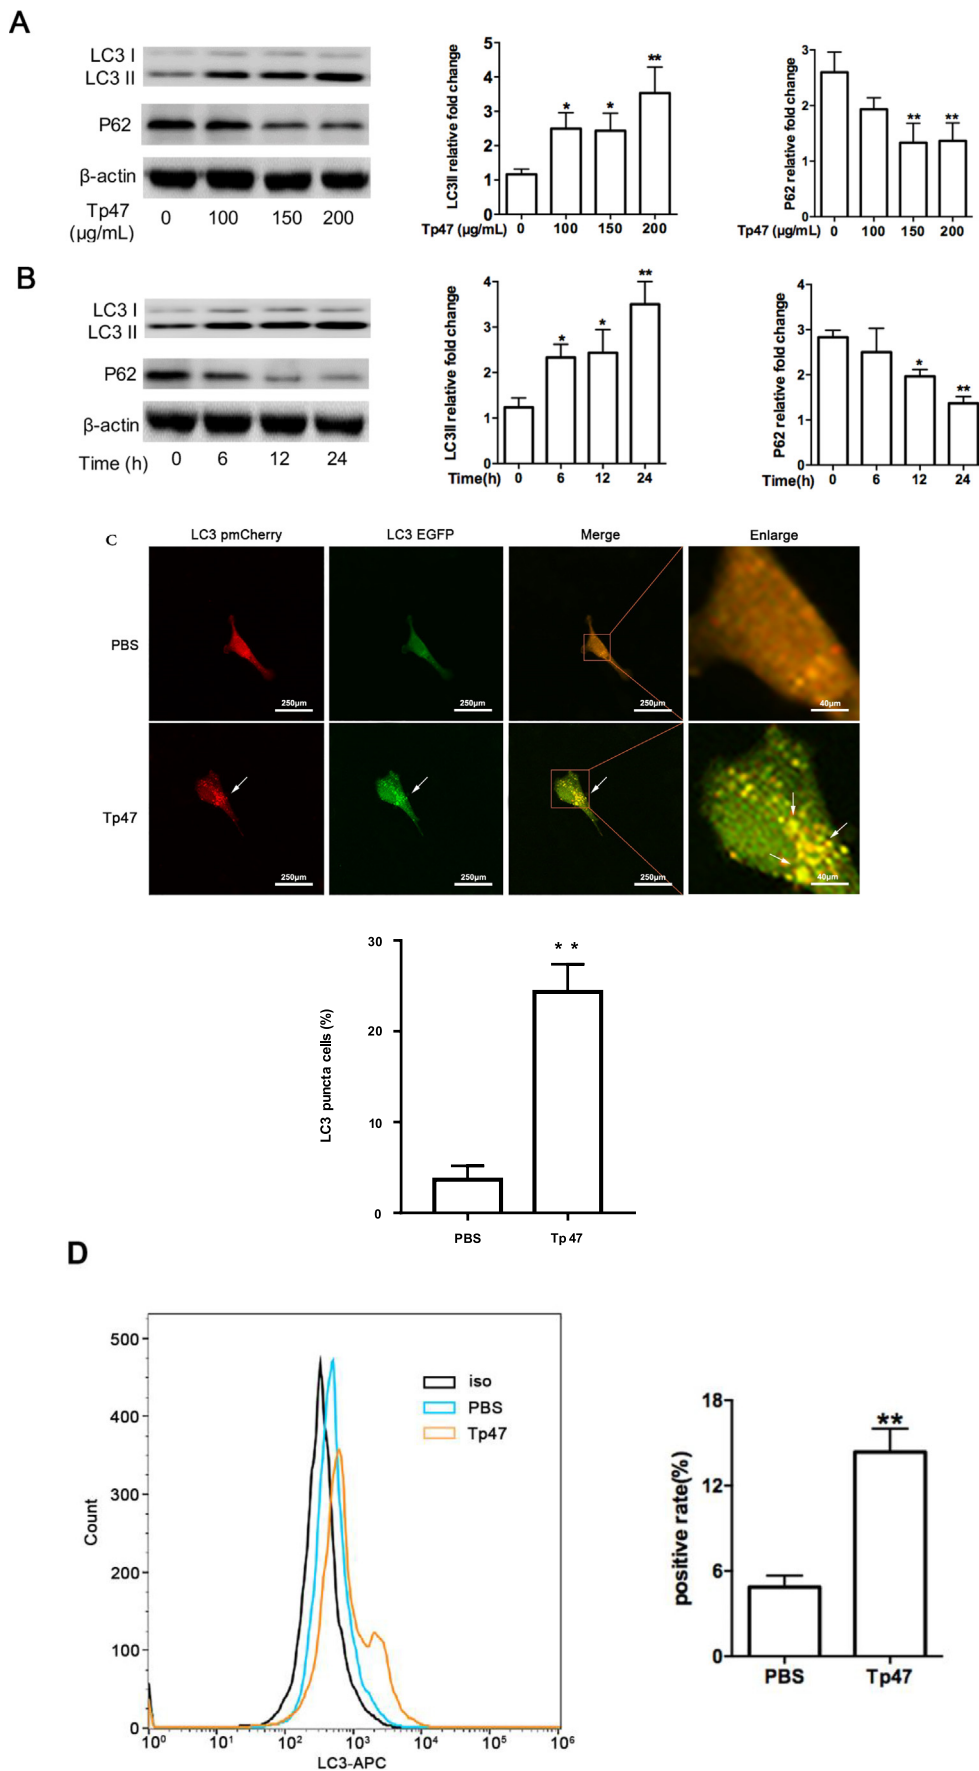 A
LC3 I
LC3 II
P62
β-actin
Tp47 (μg/mL) 0 100 150 200
LC3II relative fold change
5
4
3
2
1
0
* * **
Tp47 (μg/mL) 0 100 150 200
P62 relative fold change
3
2
1
0
** **
Tp47 (μg/mL) 0 100 150 200
B
LC3 I
LC3 II
P62
β-actin
Time (h) 0 6 12 24
LC3II relative fold change
4
3
2
1
0
* * **
Time(h) 0 6 12 24
P62 relative fold change
4
3
2
1
0
* **
Time(h) 0 6 12 24
C
LC3 pmCherry LC3 EGFP Merge Enlarge
PBS
250μm 250μm 250μm 40μm
Tp47
250μm 250μm 250μm 40μm
LC3 puncta cells (%)
30
20
10
0
* *
PBS Tp 47
D
Count
500
400
300
200
100
0
iso
PBS
Tp47
10⁰ 10¹ 10² 10³ 10⁴ 10⁵ 10⁶
LC3-APC
positive rate(%)
18
12
6
0
**
PBS Tp47